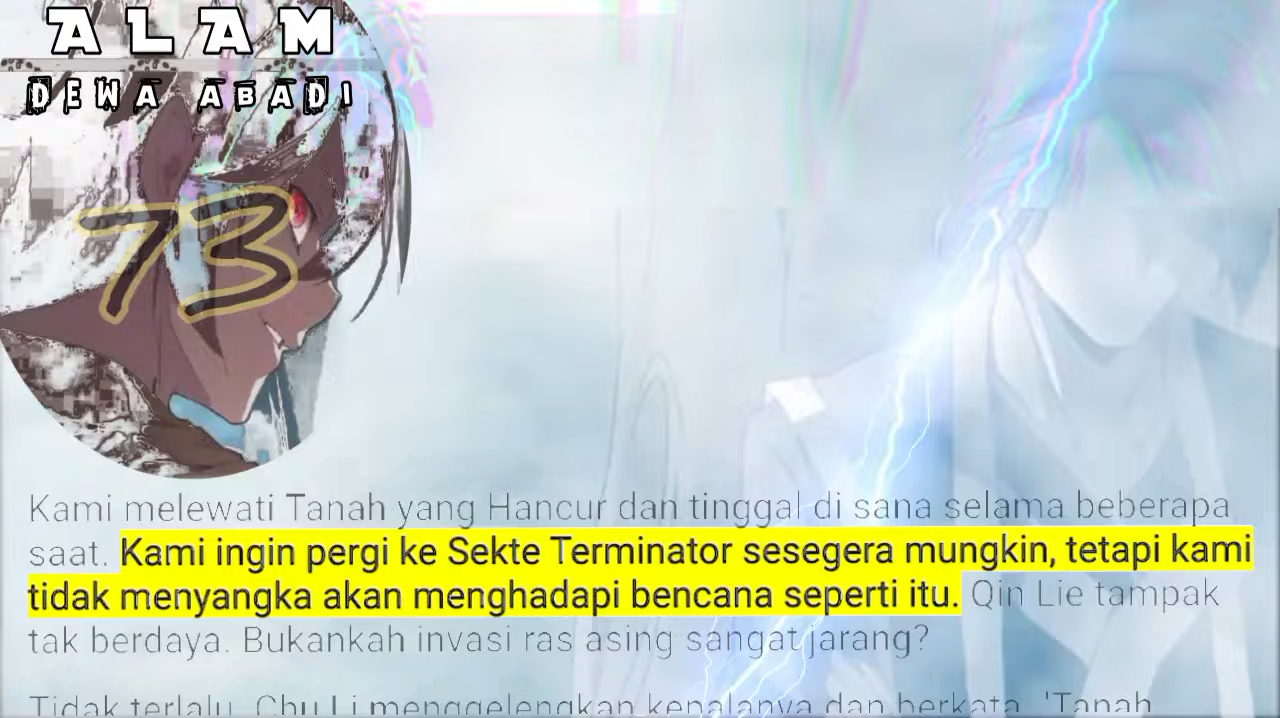 ALAM
DEWA ABADI
73
Kami melewati Tanah yang Hancur dan tinggal di sana selama beberapa
saat. Kami ingin pergi ke Sekte Terminator sesegera mungkin, tetapi kami
tidak menyangka akan menghadapi bencana seperti itu. Qin Lie tampak
tak berdaya. Bukankah invasi ras asing sangat jarang?
Tidak terlalu, Chu Li menggelengkan kepalanya dan berkata, 'Tanah